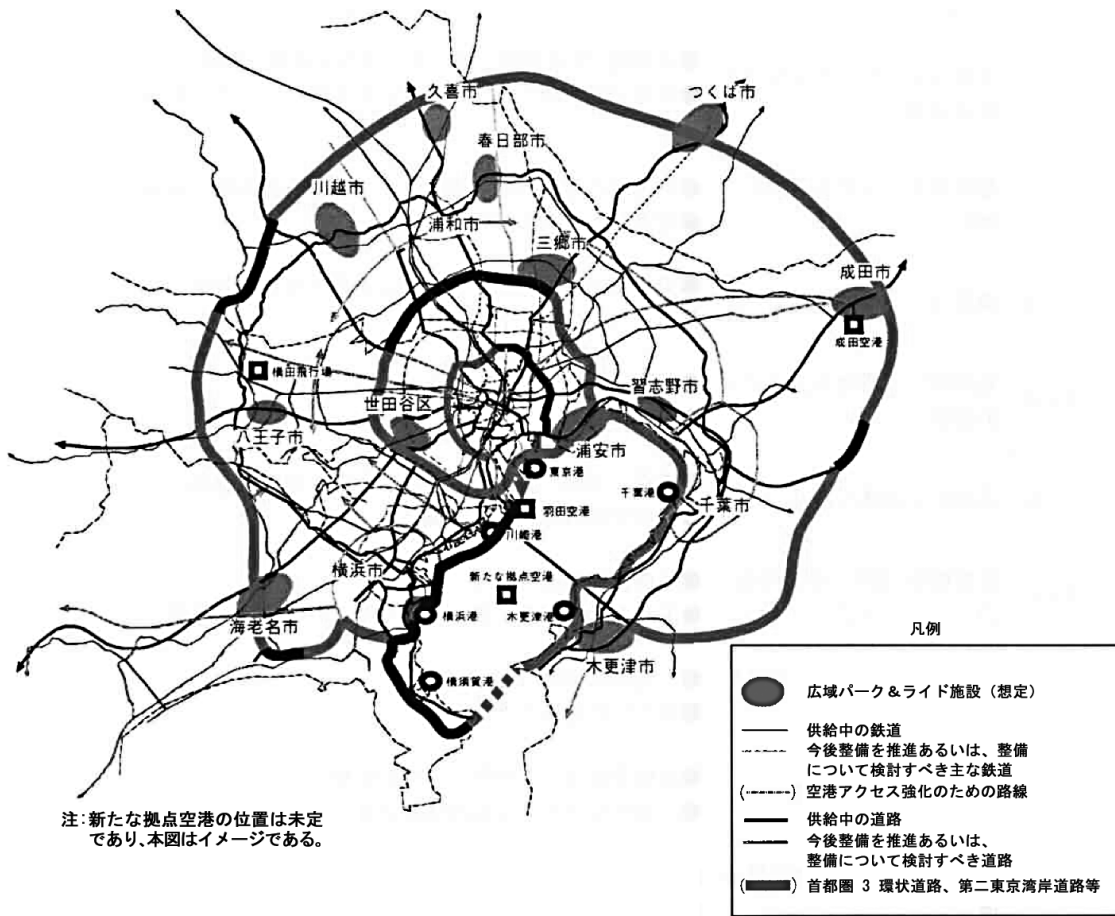 久喜市
つくば市
春日部市
川越市
浦和市
三郷市
成田市
成田空港
横田飛行場
世田谷区
習志野市
八王子市
浦安市
東京港
千葉港
千葉市
羽田空港
川崎港
横浜市
新たな拠点空港
横浜港
木更津港
海老名市
木更津市
横須賀港
凡例
広域パーク&ライド施設(想定)
供給中の鉄道
今後整備を推進あるいは、整備
について検討すべき主な鉄道
空港アクセス強化のための路線
供給中の道路
今後整備を推進あるいは、
整備について検討すべき道路
首都圏 3 環状道路、第二東京湾岸道路等
注:新たな拠点空港の位置は未定
であり、本図はイメージである。